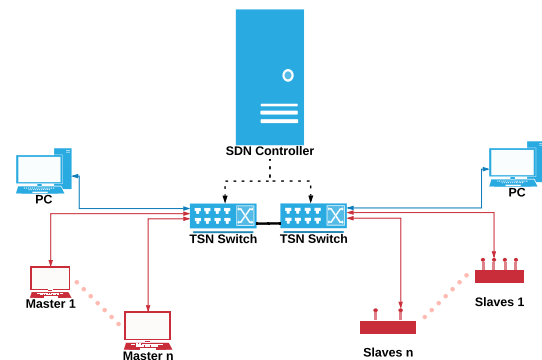 SDN Controller
PC
PC
TSN Switch
TSN Switch
Master 1
Slaves 1
Master n
Slaves n